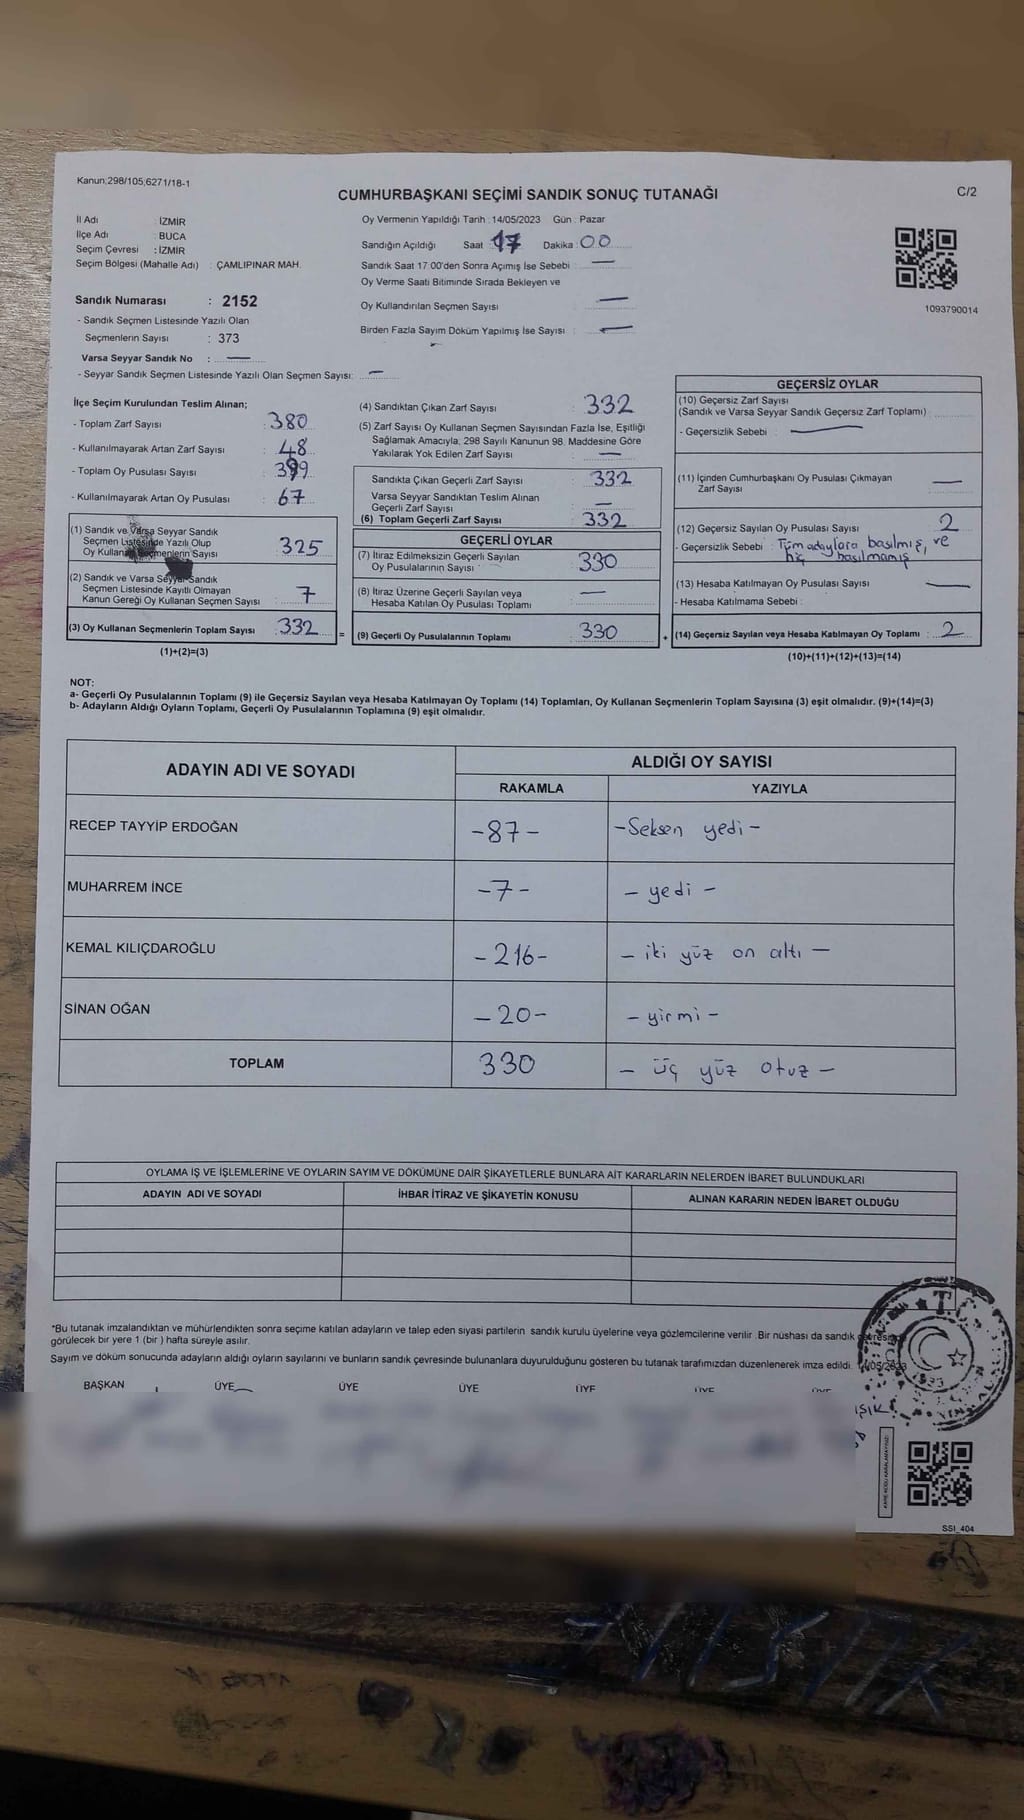 Kanun;298/105;6271/18-1
CUMHURBAŞKANI SEÇİMİ SANDIK SONUÇ TUTANAĞI
C/2
İl Adı : İZMİR
İlçe Adı : BUCA
Seçim Çevresi : İZMİR
Seçim Bölgesi (Mahalle Adı) : ÇAMLIPINAR MAH.
Oy Vermenin Yapıldığı Tarih : 14/05/2023 Gün : Pazar
Sandığın Açıldığı Saat : 17 Dakika : 00
Sandık Saat 17:00'den Sonra Açımış İse Sebebi : —
Oy Verme Saati Bitiminde Sırada Bekleyen ve
Oy Kullandırılan Seçmen Sayısı —
Birden Fazla Sayım Döküm Yapılmış İse Sayısı : —
1093790014
Sandık Numarası : 2152
- Sandık Seçmen Listesinde Yazılı Olan
Seçmenlerin Sayısı : 373
Varsa Seyyar Sandık No : —
- Seyyar Sandık Seçmen Listesinde Yazılı Olan Seçmen Sayısı: —
İlçe Seçim Kurulundan Teslim Alınan;
- Toplam Zarf Sayısı : 380
- Kullanılmayarak Artan Zarf Sayısı : 48
- Toplam Oy Pusulası Sayısı : 399
- Kullanılmayarak Artan Oy Pusulası : 67
(1) Sandık ve Varsa Seyyar Sandık
Seçmen Listesinde Yazılı Olup
Oy Kullanan Seçmenlerin Sayısı : 325
(2) Sandık ve Varsa Seyyar Sandık
Seçmen Listesinde Kayıtlı Olmayan
Kanun Gereği Oy Kullanan Seçmen Sayısı : 7
(3) Oy Kullanan Seçmenlerin Toplam Sayısı : 332 =
(1)+(2)=(3)
(4) Sandıktan Çıkan Zarf Sayısı : 332
(5) Zarf Sayısı Oy Kullanan Seçmen Sayısından Fazla İse, Eşitliği
Sağlamak Amacıyla; 298 Sayılı Kanunun 98. Maddesine Göre
Yakılarak Yok Edilen Zarf Sayısı : —
Sandıkta Çıkan Geçerli Zarf Sayısı : 332
Varsa Seyyar Sandıktan Teslim Alınan
Geçerli Zarf Sayısı : —
(6) Toplam Geçerli Zarf Sayısı : 332
GEÇERLİ OYLAR
(7) İtiraz Edilmeksizin Geçerli Sayılan
Oy Pusulalarının Sayısı : 330
(8) İtiraz Üzerine Geçerli Sayılan veya
Hesaba Katılan Oy Pusulası Toplamı : —
(9) Geçerli Oy Pusulalarının Toplamı : 330 +
GEÇERSİZ OYLAR
(10) Geçersiz Zarf Sayısı
(Sandık ve Varsa Seyyar Sandık Geçersiz Zarf Toplamı) :
- Geçersizlik Sebebi : —
(11) İçinden Cumhurbaşkanı Oy Pusulası Çıkmayan
Zarf Sayısı : —
(12) Geçersiz Sayılan Oy Pusulası Sayısı : 2
- Geçersizlik Sebebi : Tüm adaylara basılmış, ve
hiç basılmamış
(13) Hesaba Katılmayan Oy Pusulası Sayısı : —
- Hesaba Katılmama Sebebi :
(14) Geçersiz Sayılan veya Hesaba Katılmayan Oy Toplamı : 2
(10)+(11)+(12)+(13)=(14)
NOT:
a- Geçerli Oy Pusulalarının Toplamı (9) ile Geçersiz Sayılan veya Hesaba Katılmayan Oy Toplamı (14) Toplamları, Oy Kullanan Seçmenlerin Toplam Sayısına (3) eşit olmalıdır. (9)+(14)=(3)
b- Adayların Aldığı Oyların Toplamı, Geçerli Oy Pusulalarının Toplamına (9) eşit olmalıdır.
ADAYIN ADI VE SOYADI
ALDIĞI OY SAYISI
RAKAMLA YAZIYLA
RECEP TAYYİP ERDOĞAN -87- -Seksen yedi-
MUHARREM İNCE -7- - yedi -
KEMAL KILIÇDAROĞLU -216- - iki yüz on altı -
SİNAN OĞAN -20- - yirmi -
TOPLAM 330 - üç yüz otuz -
OYLAMA İŞ VE İŞLEMLERİNE VE OYLARIN SAYIM VE DÖKÜMÜNE DAİR ŞİKAYETLERLE BUNLARA AİT KARARLARIN NELERDEN İBARET BULUNDUKLARI
ADAYIN ADI VE SOYADI İHBAR İTİRAZ VE ŞİKAYETİN KONUSU ALINAN KARARIN NEDEN İBARET OLDUĞU
*Bu tutanak imzalandıktan ve mühürlendikten sonra seçime katılan adayların ve talep eden siyasi partilerin sandık kurulu üyelerine veya gözlemcilerine verilir. Bir nüshası da sandık çevresinde
görülecek bir yere 1 (bir ) hafta süreyle asılır.
Sayım ve döküm sonucunda adayların aldığı oyların sayılarını ve bunların sandık çevresinde bulunanlara duyurulduğunu gösteren bu tutanak tarafımızdan düzenlenerek imza edildi. 14/05/2023
BAŞKAN ÜYE ÜYE ÜYE ÜYE ÜYE ÜYE
IŞIK
SSI_404